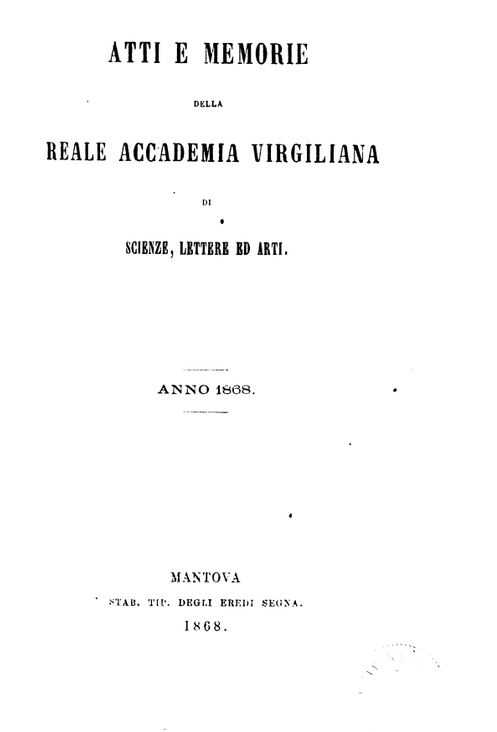 ATTI E MEMORIE
DELLA
REALE ACCADEMIA VIRGILIANA
DI
SCIENZE, LETTERE ED ARTI.
ANNO 1868.
MANTOVA
STAB. TIP. DEGLI EREDI SEGNA.
1868.